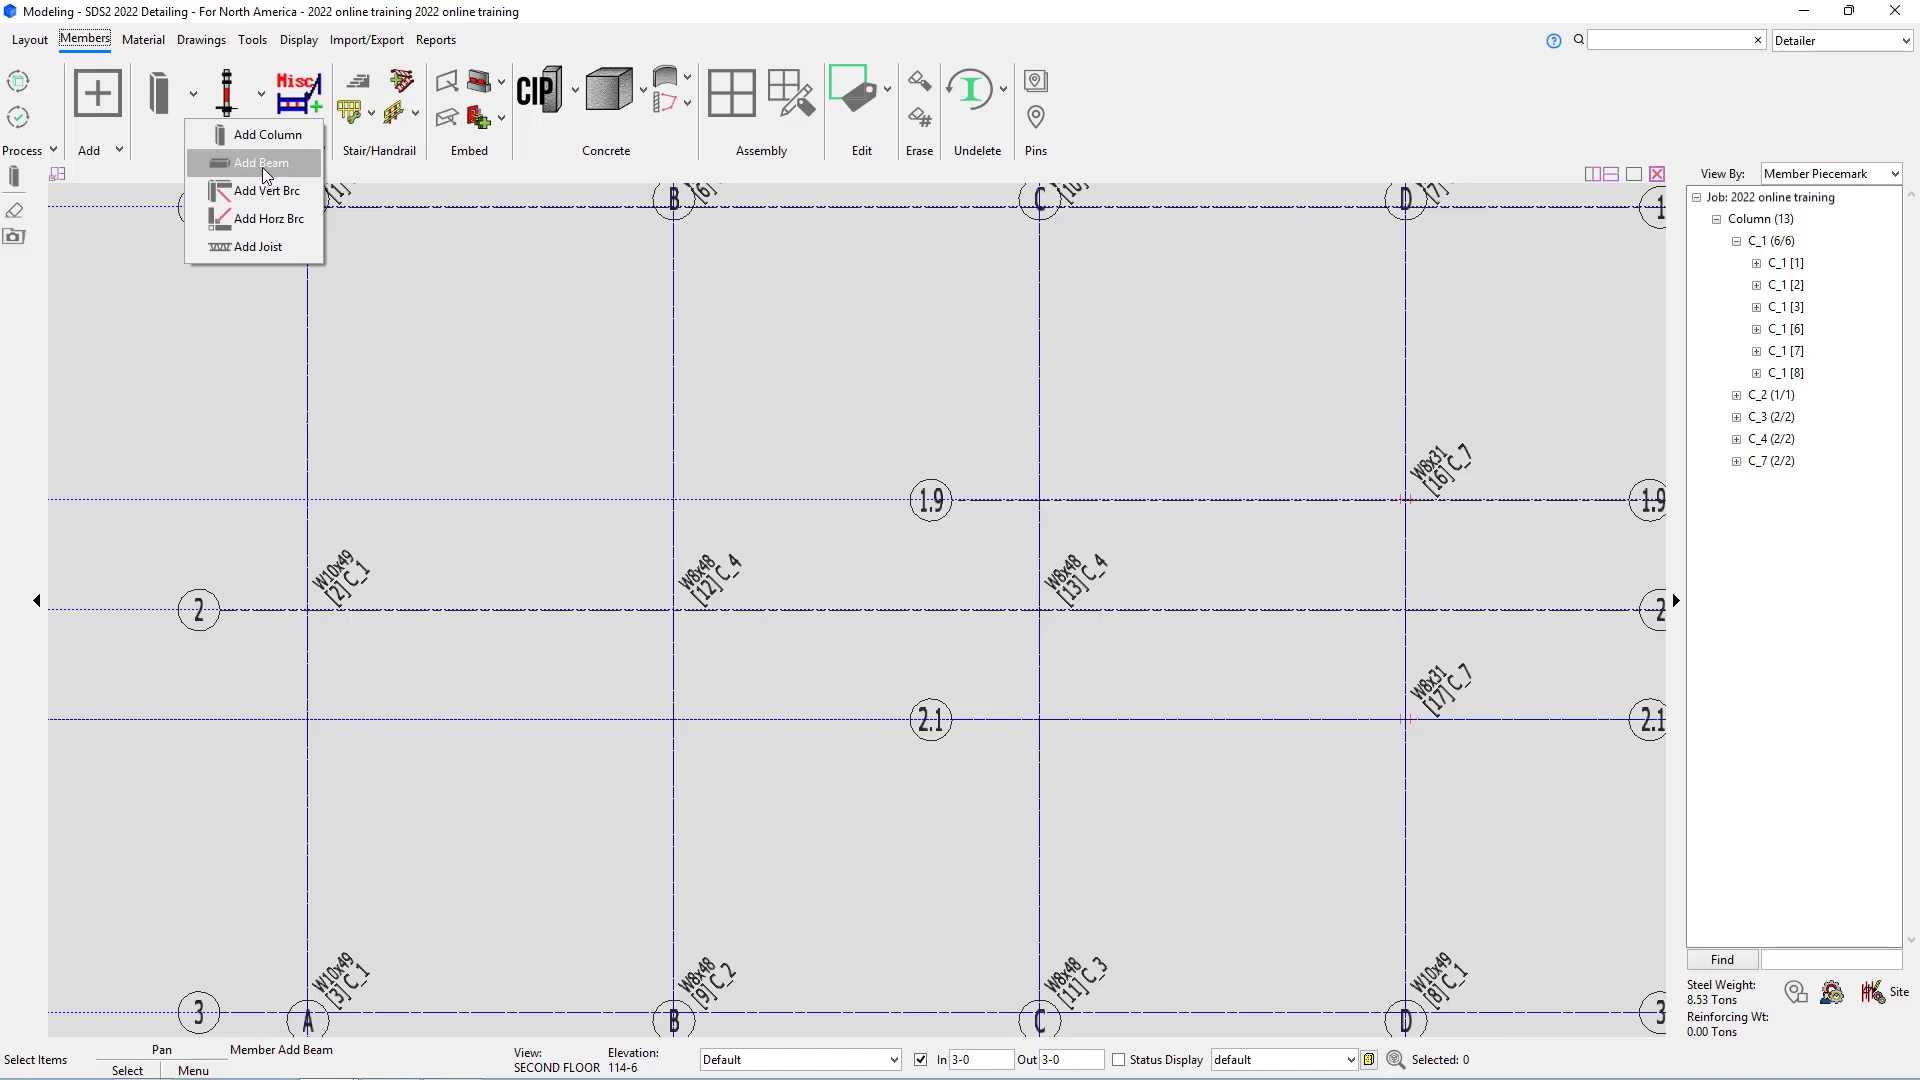 Modeling - SDS2 2022 Detailing - For North America - 2022 online training 2022 online training
Layout Members Material Drawings Tools Display Import/Export Reports
Detailer
Misc
CIP
Process Add Stair/Handrail Embed Concrete Assembly Edit Erase Undelete Pins
Add Column
Add Beam
Add Vert Brc
Add Horz Brc
Add Joist
View By: Member Piecemark
Job: 2022 online training
Column (13)
C_1 (6/6)
C_1 [1]
C_1 [2]
C_1 [3]
C_1 [6]
C_1 [7]
C_1 [8]
C_2 (1/1)
C_3 (2/2)
C_4 (2/2)
C_7 (2/2)
B C D 1
W8x31
[16] C_7
1.9 1.9
W10x49
[2] C_1
W8x48
[12] C_4
W8x48
[13] C_4
2 2
W8x31
[17] C_7
2.1 2.1
W10x49
[3] C_1
W8x48
[9] C_2
W8x48
[11] C_3
W10x49
[8] C_1
3 A B C D 3
Find
Steel Weight:
8.53 Tons
Reinforcing Wt:
0.00 Tons
Site
Select Items
Pan
Select Menu
Member Add Beam
View:
SECOND FLOOR
Elevation:
114-6
Default
In 3-0 Out 3-0
Status Display default
Selected: 0